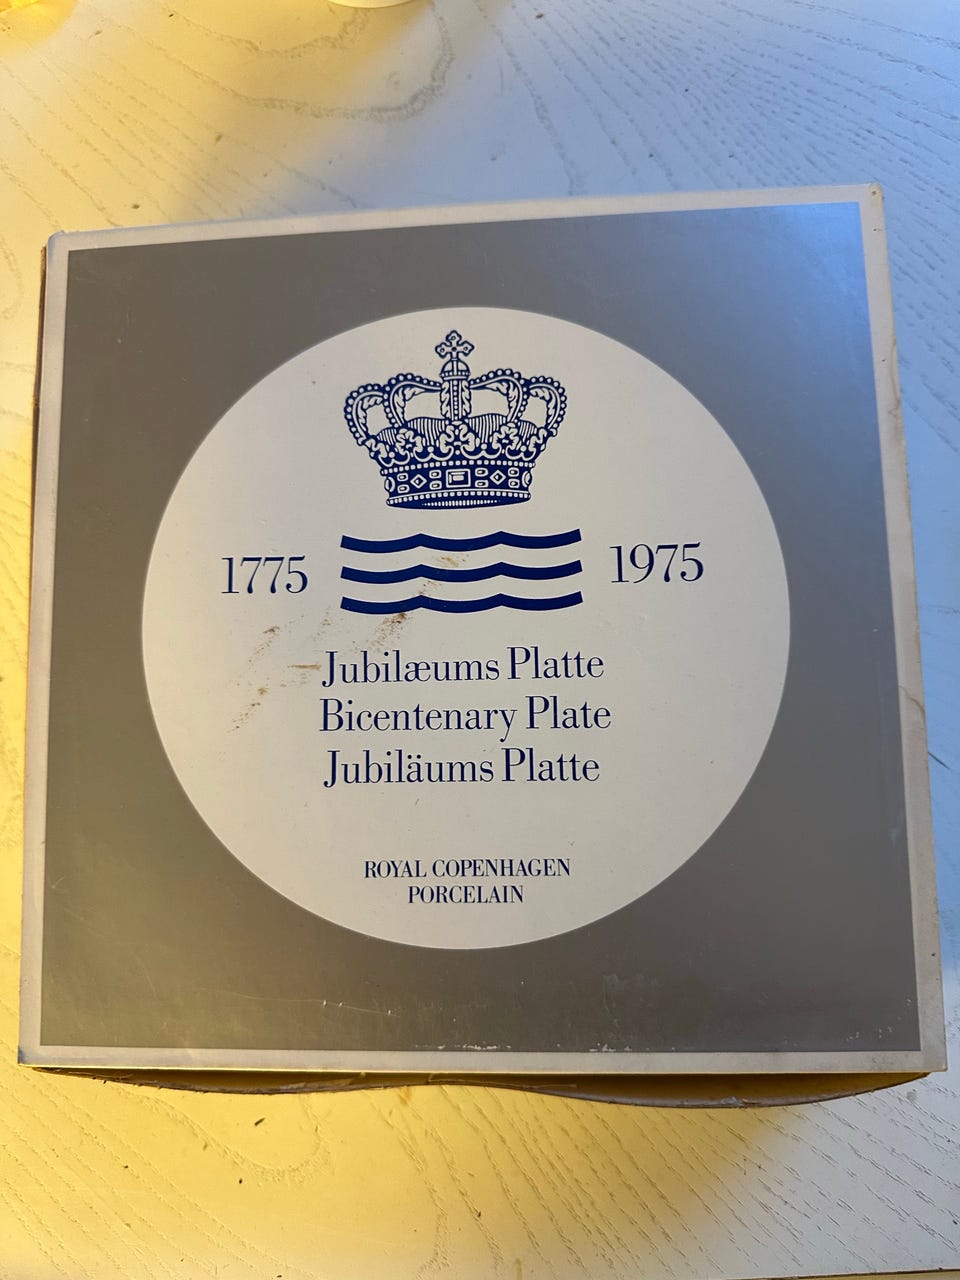 1775 1975
Jubilæums Platte
Bicentenary Plate
Jubiläums Platte
ROYAL COPENHAGEN
PORCELAIN